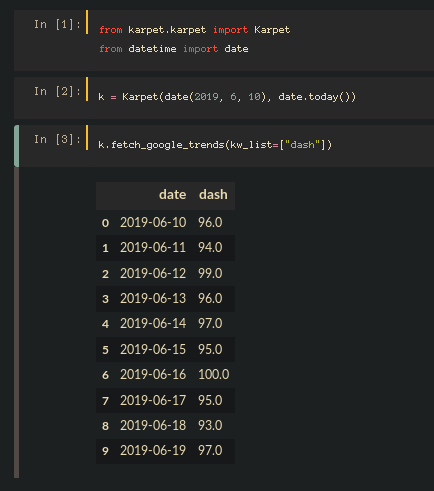 In [1]: from karpet.karpet import Karpet
from datetime import date
In [2]: k = Karpet(date(2019, 6, 10), date.today())
In [3]: k.fetch_google_trends(kw_list=["dash"])
date dash
0 2019-06-10 96.0
1 2019-06-11 94.0
2 2019-06-12 99.0
3 2019-06-13 96.0
4 2019-06-14 97.0
5 2019-06-15 95.0
6 2019-06-16 100.0
7 2019-06-17 95.0
8 2019-06-18 93.0
9 2019-06-19 97.0